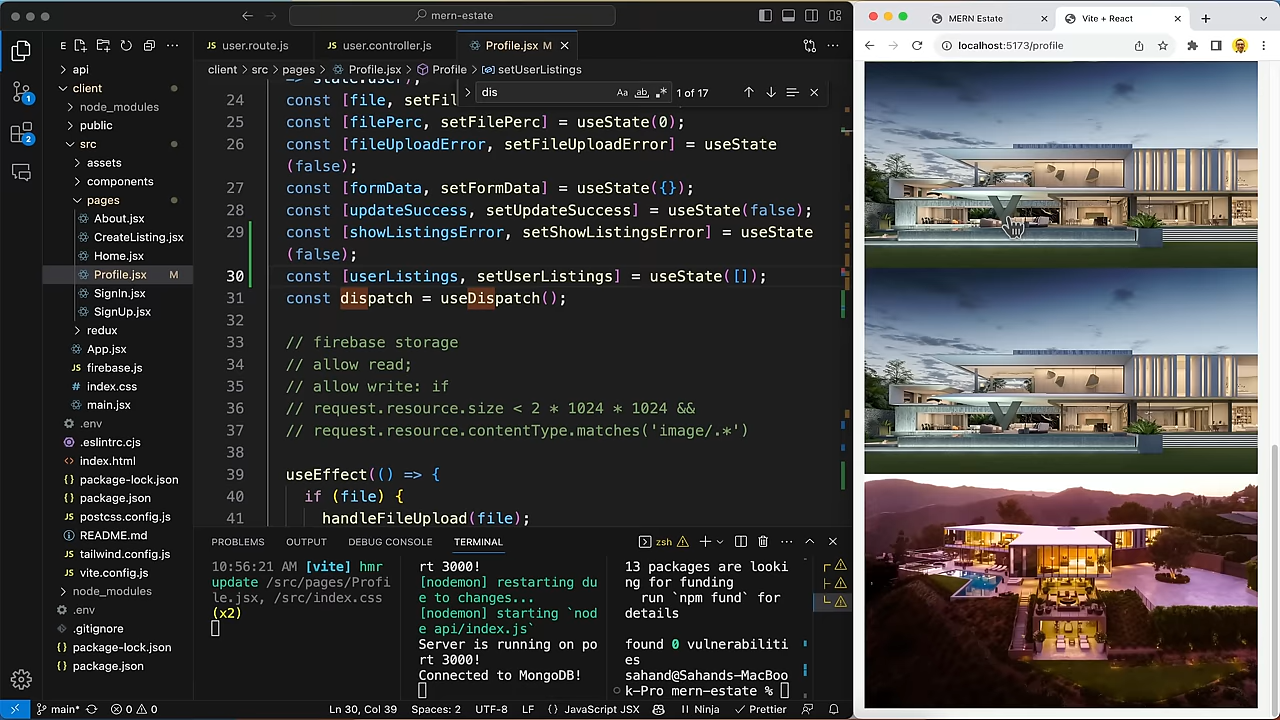 mern-estate
MERN Estate
Vite + React
localhost:5173/profile
E
user.route.js
user.controller.js
Profile.jsx M
client > src > pages > Profile.jsx > Profile > setUserListings
dis
Aa ab
1 of 17
api
client
node_modules
public
src
assets
components
pages
About.jsx
CreateListing.jsx
Home.jsx
Profile.jsx M
SignIn.jsx
SignUp.jsx
redux
App.jsx
firebase.js
index.css
main.jsx
.env
.eslintrc.cjs
index.html
package-lock.json
package.json
postcss.config.js
README.md
tailwind.config.js
vite.config.js
node_modules
.env
.gitignore
package-lock.json
package.json
1
2
24 const [file, setFil
25 const [filePerc, setFilePerc] = useState(0);
26 const [fileUploadError, setFileUploadError] = useState
(false);
27 const [formData, setFormData] = useState({});
28 const [updateSuccess, setUpdateSuccess] = useState(false);
29 const [showListingsError, setShowListingsError] = useState
(false);
30 const [userListings, setUserListings] = useState([]);
31 const dispatch = useDispatch();
32
33 // firebase storage
34 // allow read;
35 // allow write: if
36 // request.resource.size < 2 * 1024 * 1024 &&
37 // request.resource.contentType.matches('image/.*')
38
39 useEffect(() => {
40 if (file) {
41 handleFileUpload(file);
PROBLEMS OUTPUT DEBUG CONSOLE TERMINAL
zsh
10:56:22 AM [vite] hmr
update /src/pages/Profi
le.jsx, /src/index.css
(x2)
rt 3000!
[nodemon] restarting du
e to changes...
[nodemon] starting `nod
e api/index.js`
Server is running on po
rt 3000!
Connected to MongoDB!
13 packages are looki
ng for funding
run `npm fund` for
details
found 0 vulnerabiliti
es
sahand@Sahands-MacBoo
k-Pro mern-estate %
main*
0 0
Ln 30, Col 39
Spaces: 2
UTF-8
LF
{} JavaScript JSX
Ninja
Prettier